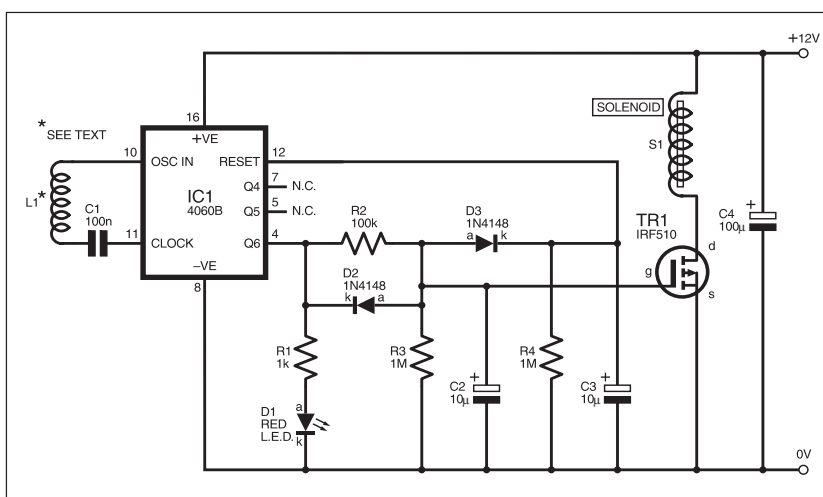 +12V
16
+VE
*
SEE TEXT
10
OSC IN
RESET
12
7
Q4
N.C.
IC1
4060B
5
Q5
N.C.
L1*
C1
100n
11
CLOCK
Q6
4
–VE
8
R2
100k
D3
1N4148
a
k
D2
1N4148
k
a
R1
1k
R3
1M
R4
1M
D1
RED
L.E.D.
a
k
+
C2
10µ
+
C3
10µ
SOLENOID
S1
TR1
IRF510
d
g
s
+
C4
100µ
0V